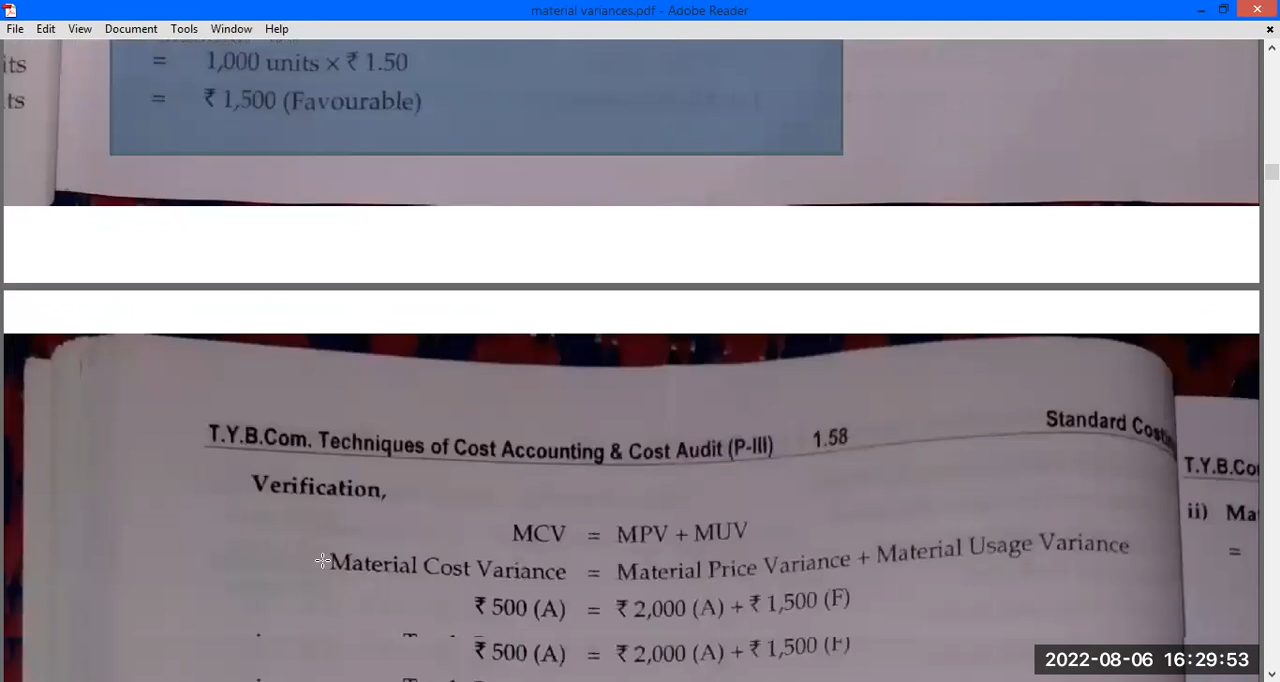 material variances.pdf - Adobe Reader
File Edit View Document Tools Window Help
its
= 1,000 units × ₹ 1.50
ts
= ₹ 1,500 (Favourable)
T.Y.B.Com. Techniques of Cost Accounting & Cost Audit (P-III) 1.58 Standard Costin
Verification,
MCV = MPV + MUV
Material Cost Variance = Material Price Variance + Material Usage Variance
₹ 500 (A) = ₹ 2,000 (A) + ₹ 1,500 (F)
₹ 500 (A) = ₹ 2,000 (A) + ₹ 1,500 (F)
T.Y.B.Co
ii) Ma
=
2022-08-06 16:29:53